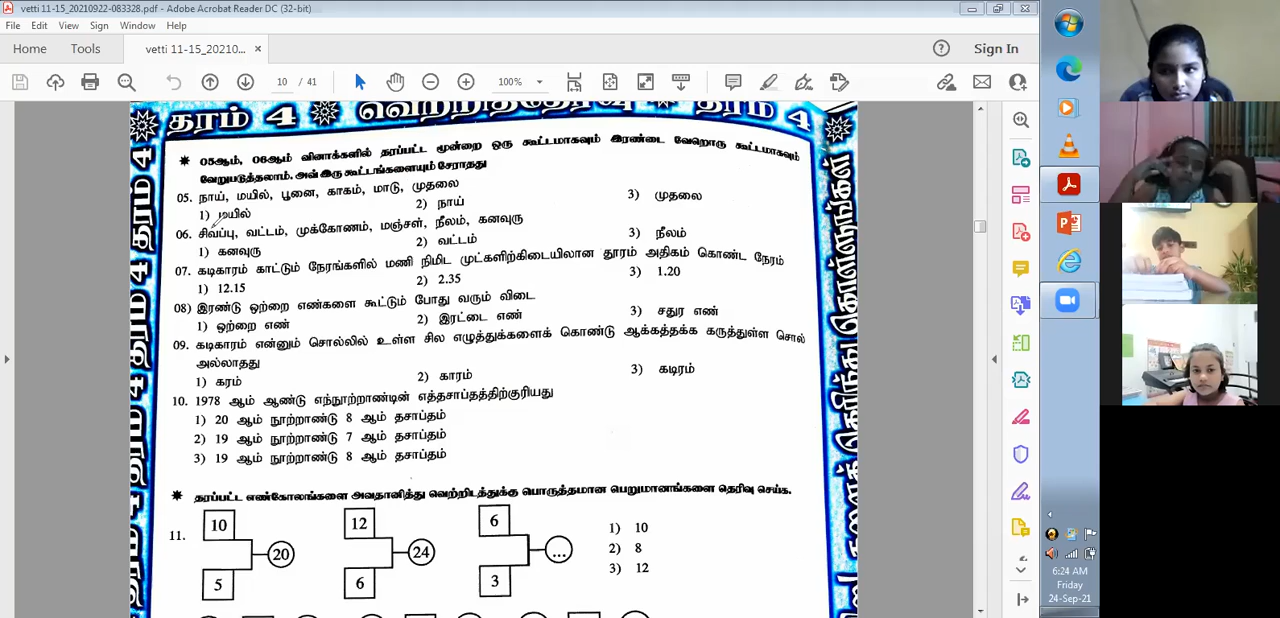 vetti 11-15_20210922-083328.pdf - Adobe Acrobat Reader DC (32-bit)
File Edit View Sign Window Help
Home Tools vetti 11-15_20210... × Sign In
10 / 41 100%
தரம் 4 வெற்றித்தேர்வு தரம் 4
05ஆம், 06ஆம் வினாக்களில் தரப்பட்ட மூன்றை ஒரு கூட்டமாகவும் இரண்டை வேறொரு கூட்டமாகவும்
வேறுபடுத்தலாம். அவ் இரு கூட்டங்களையும் சேராதது
05. நாய், மயில், பூனை, காகம், மாடு, முதலை
1) மயில் 2) நாய் 3) முதலை
06. சிவப்பு, வட்டம், முக்கோணம், மஞ்சள், நீலம், கனவுரு
1) கனவுரு 2) வட்டம் 3) நீலம்
07. கடிகாரம் காட்டும் நேரங்களில் மணி நிமிட முட்களிற்கிடையிலான தூரம் அதிகம் கொண்ட நேரம்
1) 12.15 2) 2.35 3) 1.20
08) இரண்டு ஒற்றை எண்களை கூட்டும் போது வரும் விடை
1) ஒற்றை எண் 2) இரட்டை எண் 3) சதுர எண்
09. கடிகாரம் என்னும் சொல்லில் உள்ள சில எழுத்துக்களைக் கொண்டு ஆக்கத்தக்க கருத்துள்ள சொல்
அல்லாதது
1) கரம் 2) காரம் 3) கடிரம்
10. 1978 ஆம் ஆண்டு எந்நூற்றாண்டின் எத்தசாப்தத்திற்குரியது
1) 20 ஆம் நூற்றாண்டு 8 ஆம் தசாப்தம்
2) 19 ஆம் நூற்றாண்டு 7 ஆம் தசாப்தம்
3) 19 ஆம் நூற்றாண்டு 8 ஆம் தசாப்தம்
தரப்பட்ட எண்கோலங்களை அவதானித்து வெற்றிடத்துக்கு பொருத்தமான பெறுமானங்களை தெரிவு செய்க.
11. 10 5 20 12 6 24 6 3 ...
1) 10
2) 8
3) 12
தரம் 4 தரம் 4 தரம் 4
6:24 AM
Friday
24-Sep-21